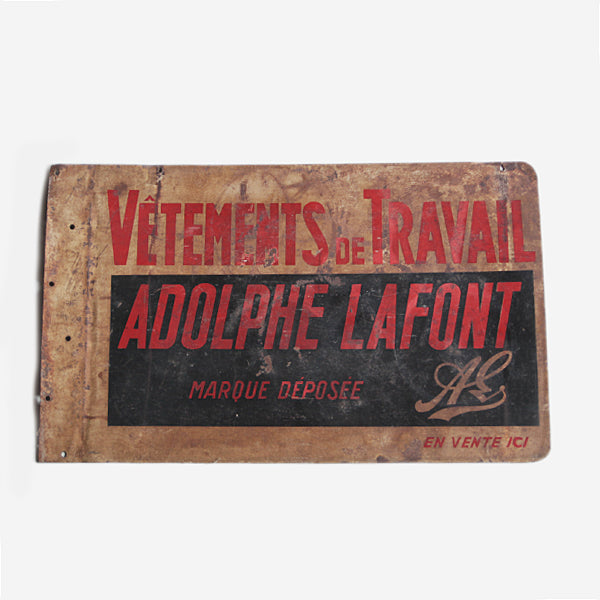 VÊTEMENTS DE TRAVAIL
ADOLPHE LAFONT
MARQUE DÉPOSÉE
AL
EN VENTE ICI